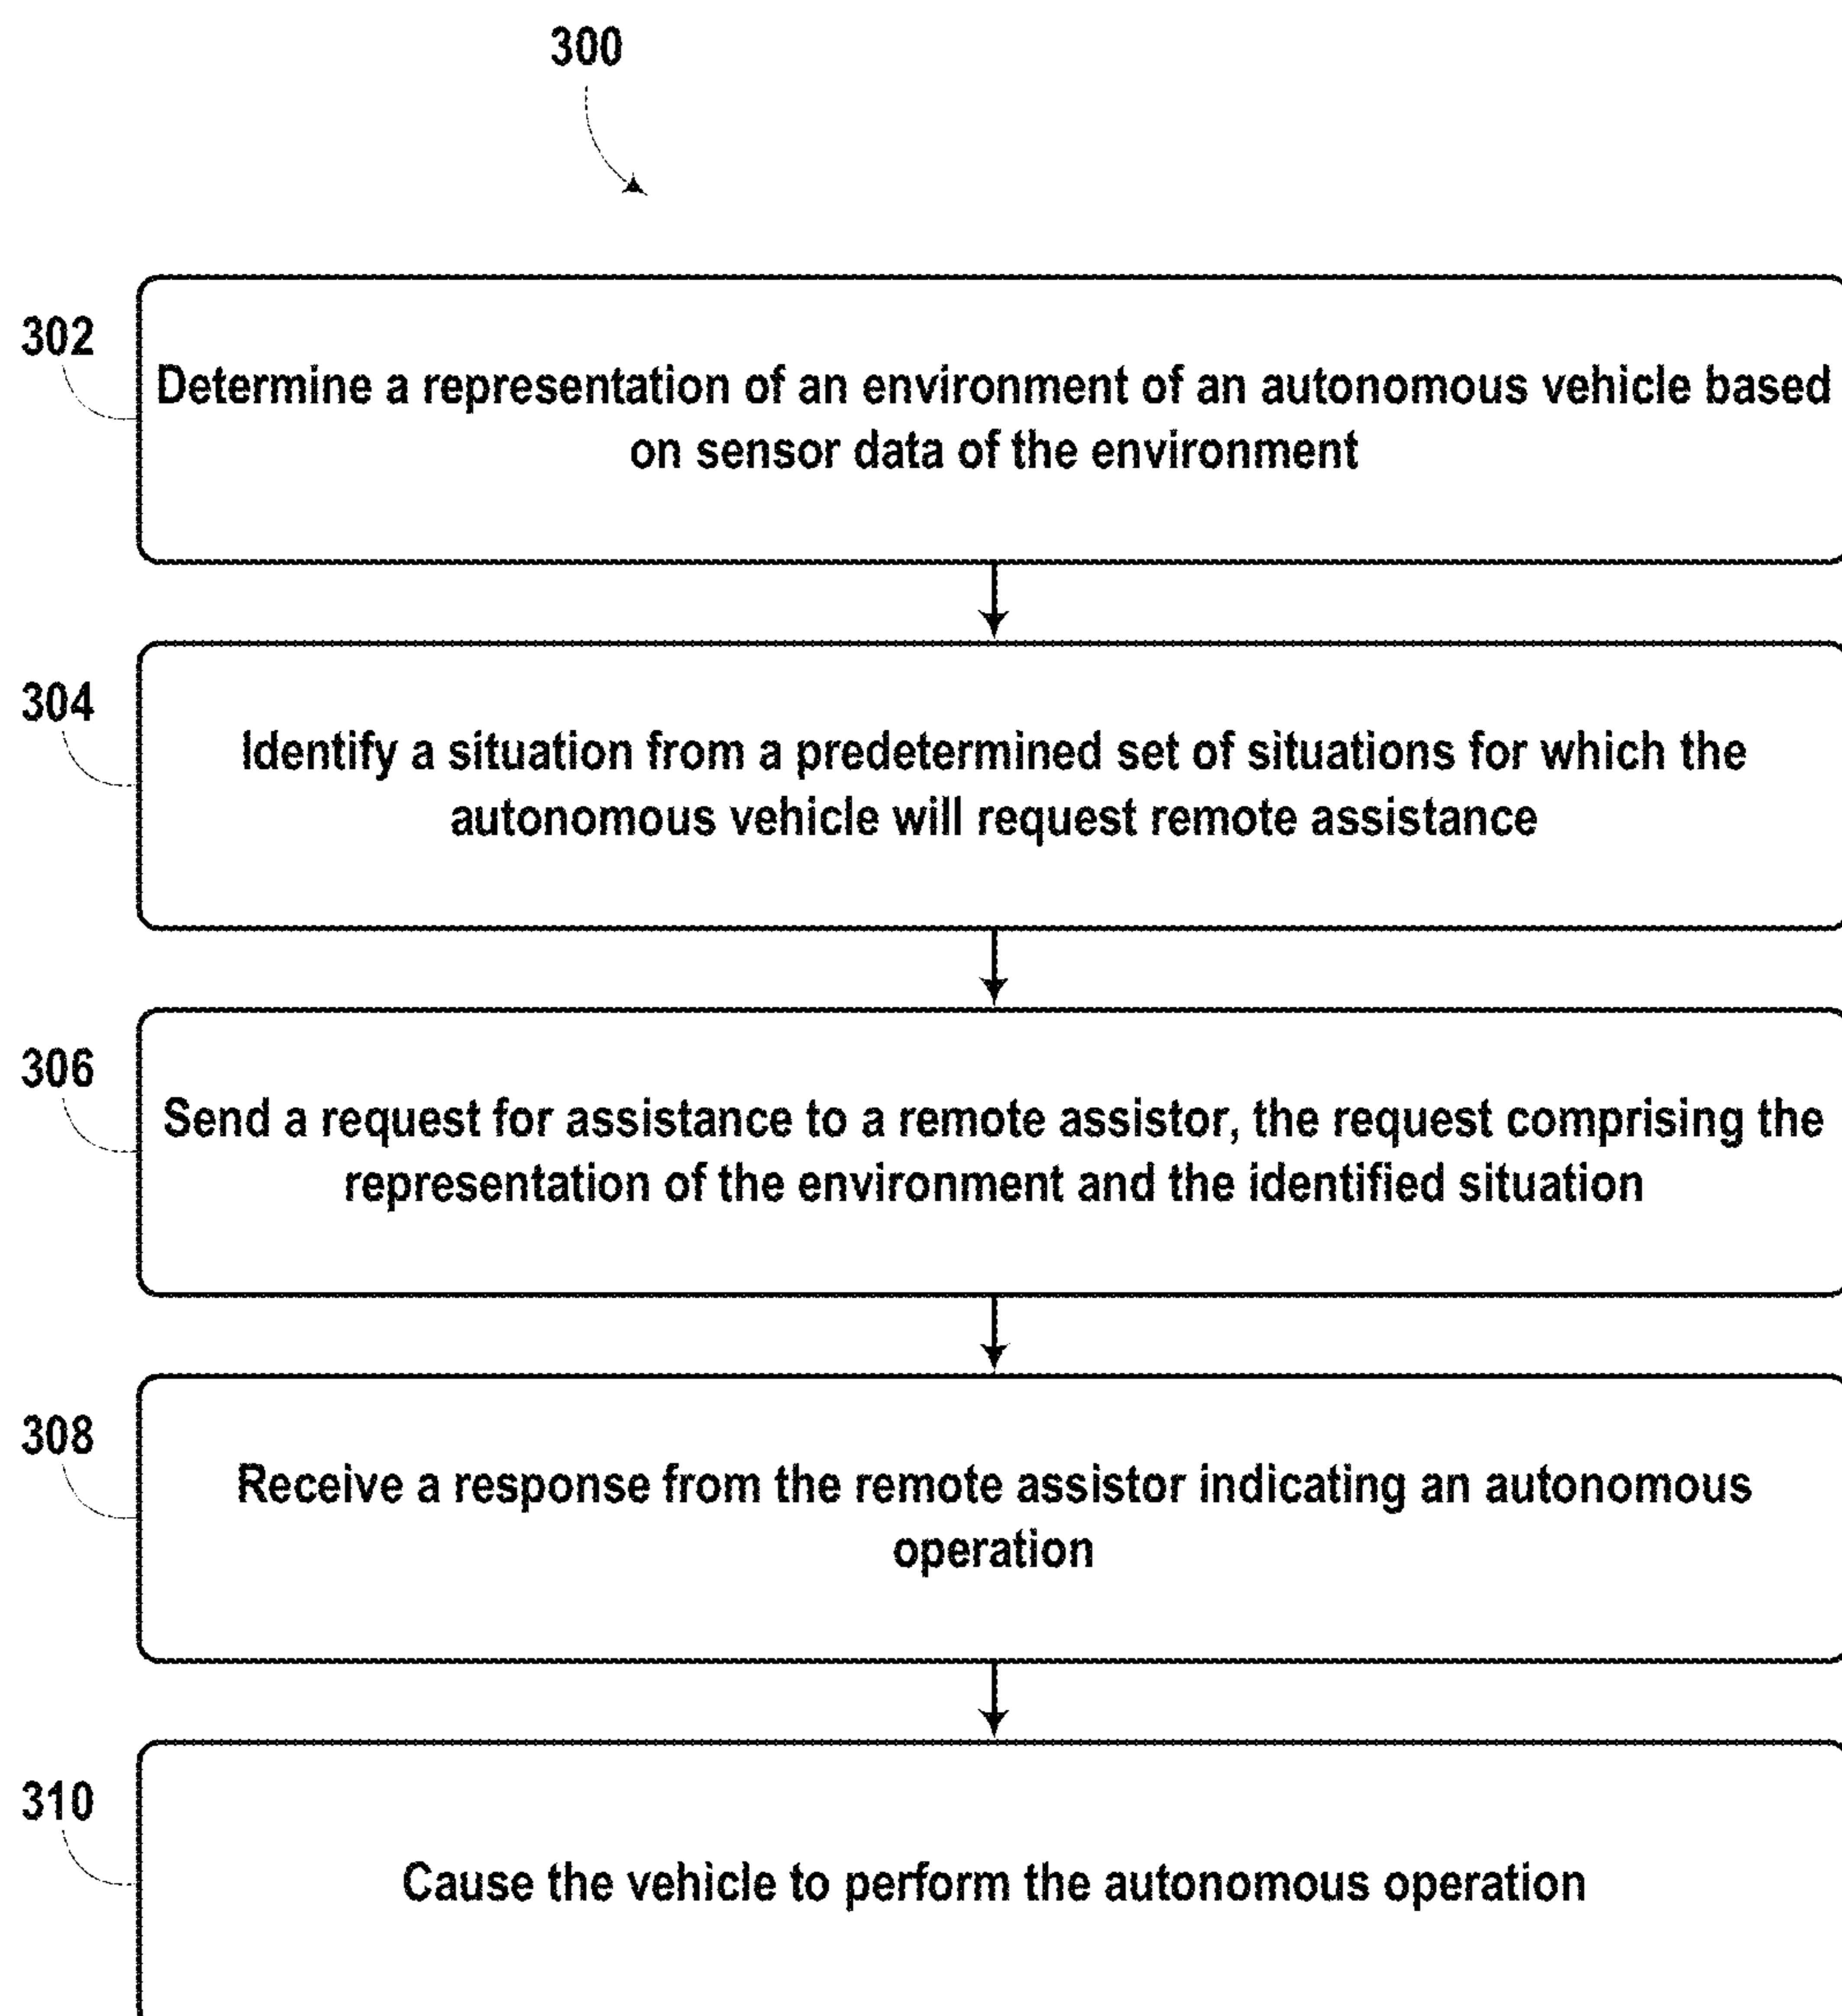 300
302
Determine a representation of an environment of an autonomous vehicle based
on sensor data of the environment
304
Identify a situation from a predetermined set of situations for which the
autonomous vehicle will request remote assistance
306
Send a request for assistance to a remote assistor, the request comprising the
representation of the environment and the identified situation
308
Receive a response from the remote assistor indicating an autonomous
operation
310
Cause the vehicle to perform the autonomous operation